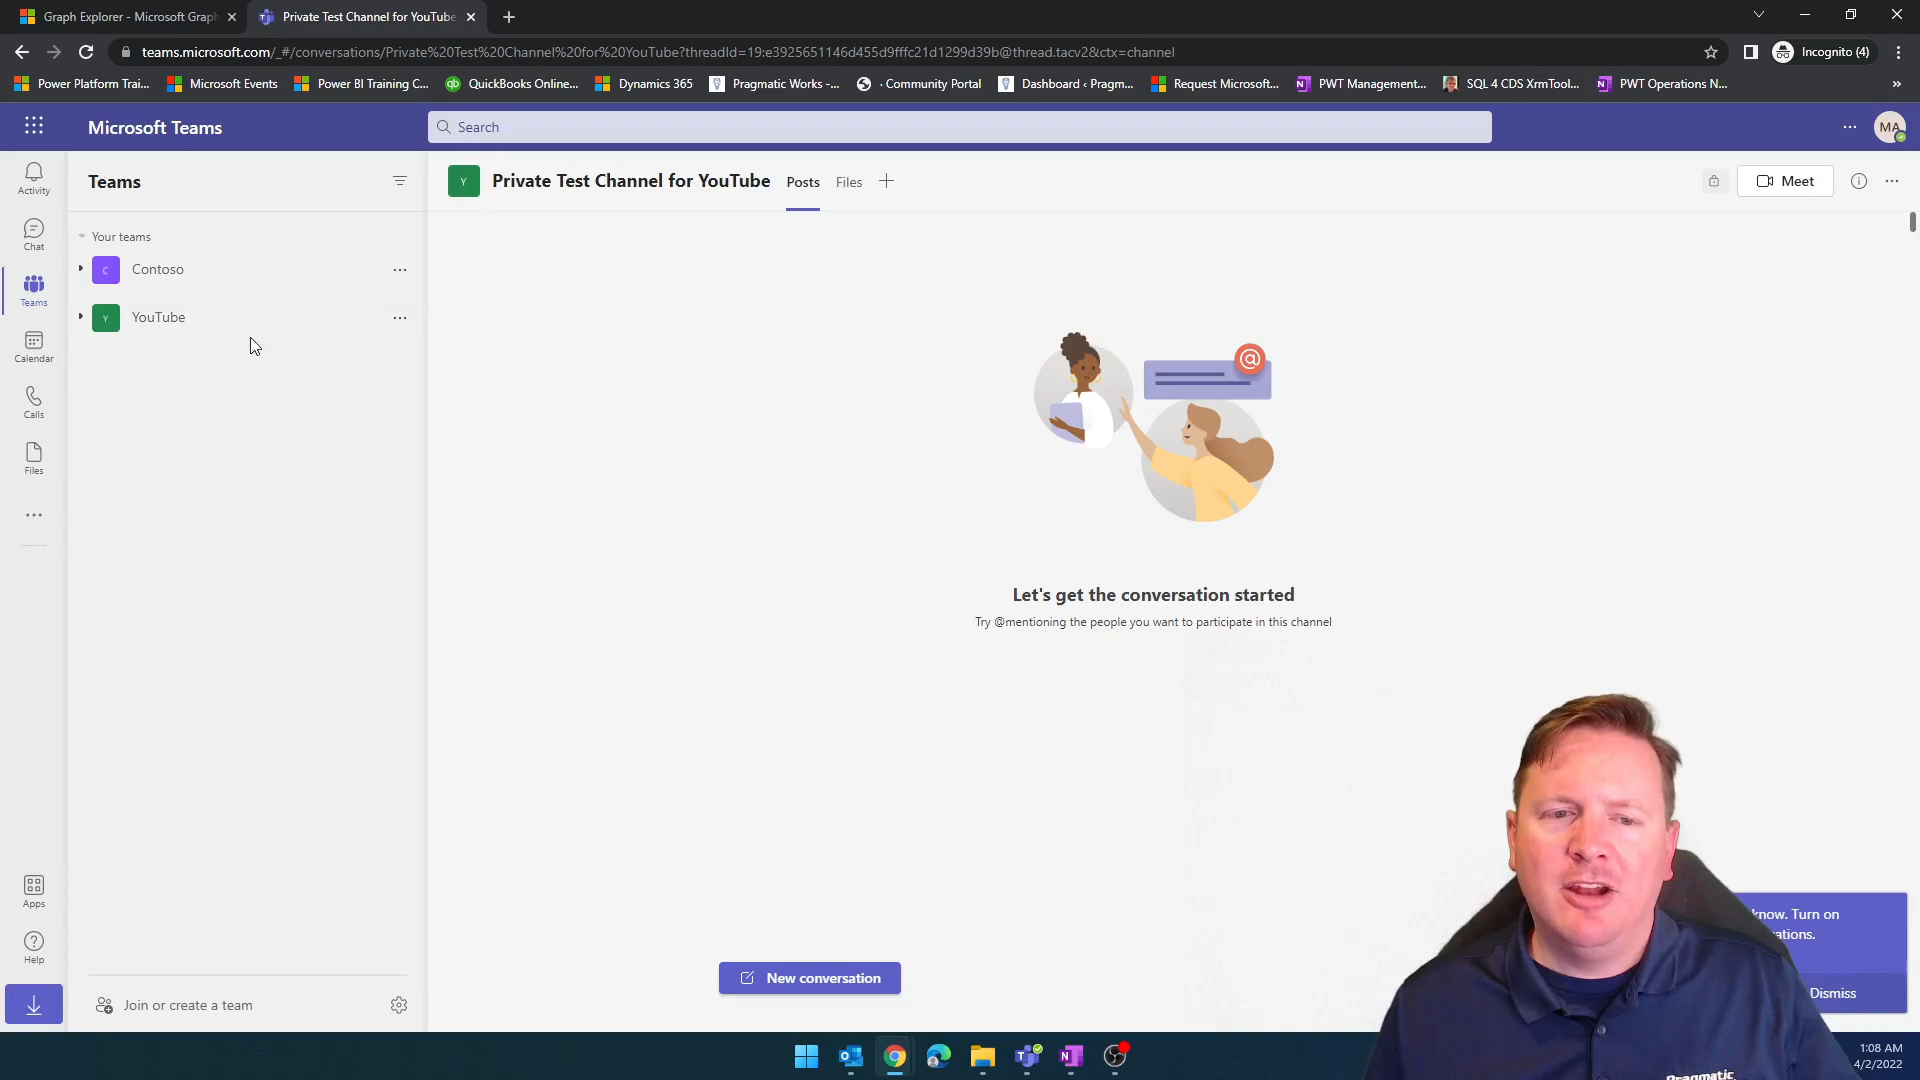 Graph Explorer - Microsoft Graph
Private Test Channel for YouTube
teams.microsoft.com/_#/conversations/Private%20Test%20Channel%20for%20YouTube?threadId=19:e3925651146d455d9fffc21d1299d39b@thread.tacv2&ctx=channel
Incognito (4)
Power Platform Trai...
Microsoft Events
Power BI Training C...
QuickBooks Online...
Dynamics 365
Pragmatic Works -...
· Community Portal
Dashboard ‹ Pragm...
Request Microsoft...
PWT Management...
SQL 4 CDS XrmTool...
PWT Operations N...
Microsoft Teams
Search
MA
Activity
Chat
Teams
Calendar
Calls
Files
Apps
Help
Teams
Your teams
C
Contoso
Y
YouTube
Join or create a team
Y
Private Test Channel for YouTube
Posts
Files
Meet
@
Let's get the conversation started
Try @mentioning the people you want to participate in this channel
New conversation
know. Turn on
Dismiss
Pragmatic
1:08 AM
4/2/2022